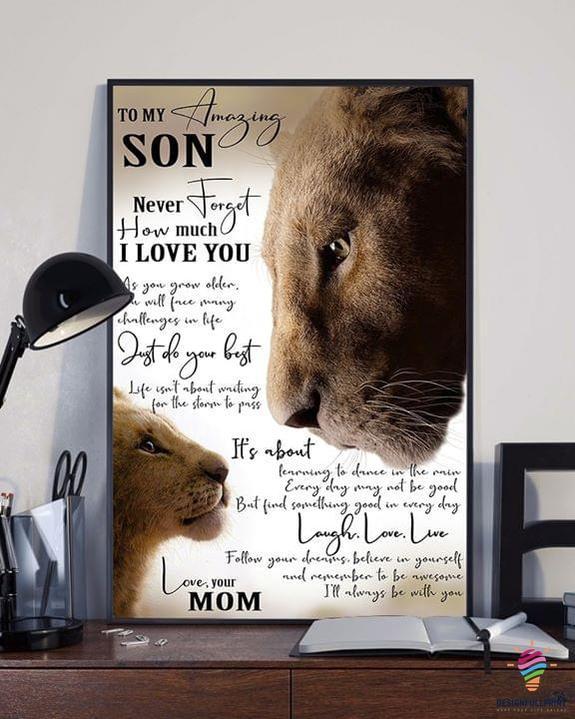 TO MY Amazing
SON
Never Forget
How much
I LOVE YOU
As you grow older,
you will face many
challenges in life
Just do your best
Life isn't about waiting
for the storm to pass
It's about
learning to dance in the rain
Every day may not be good
But find something good in every day
Laugh, Love, Live
Follow your dreams, believe in yourself
and remember to be awesome
I'll always be with you
Love, your
MOM
DESIGNFULLPRINT